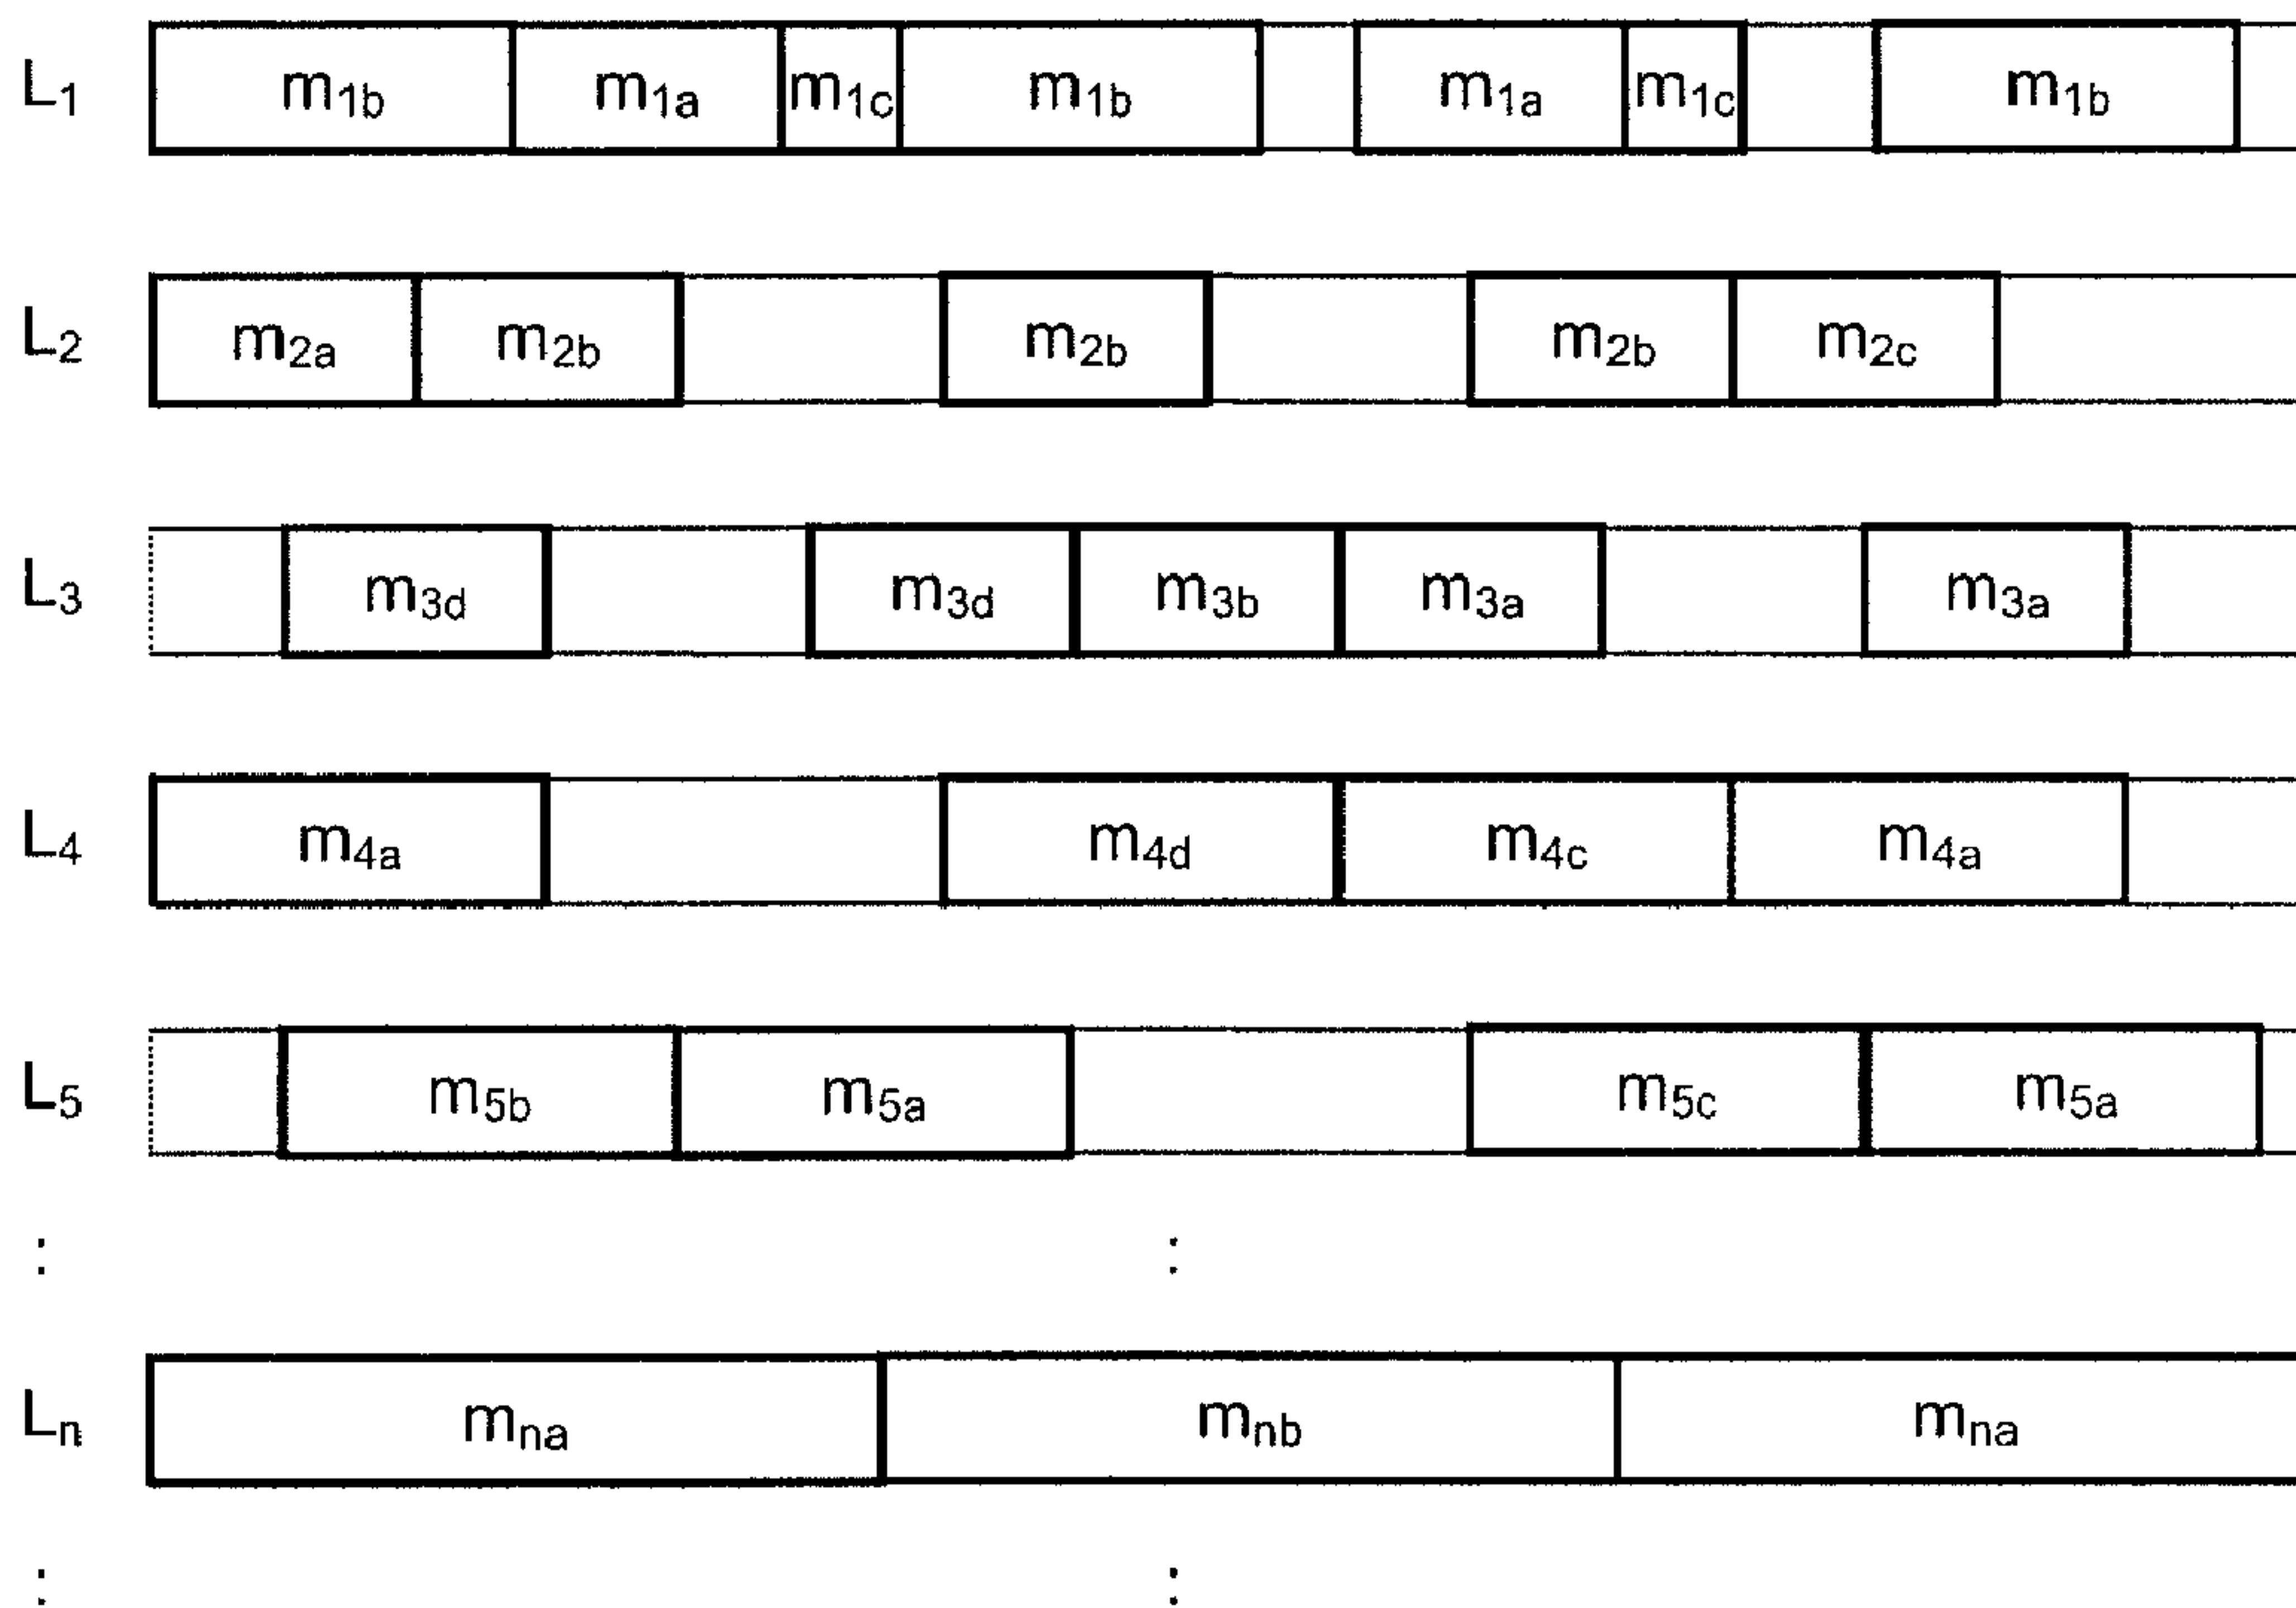 L1 m1b m1a m1c m1b m1a m1c m1b
L2 m2a m2b m2b m2b m2c
L3 m3d m3d m3b m3a m3a
L4 m4a m4d m4c m4a
L5 m5b m5a m5c m5a
: :
Ln mna mnb mna
: :